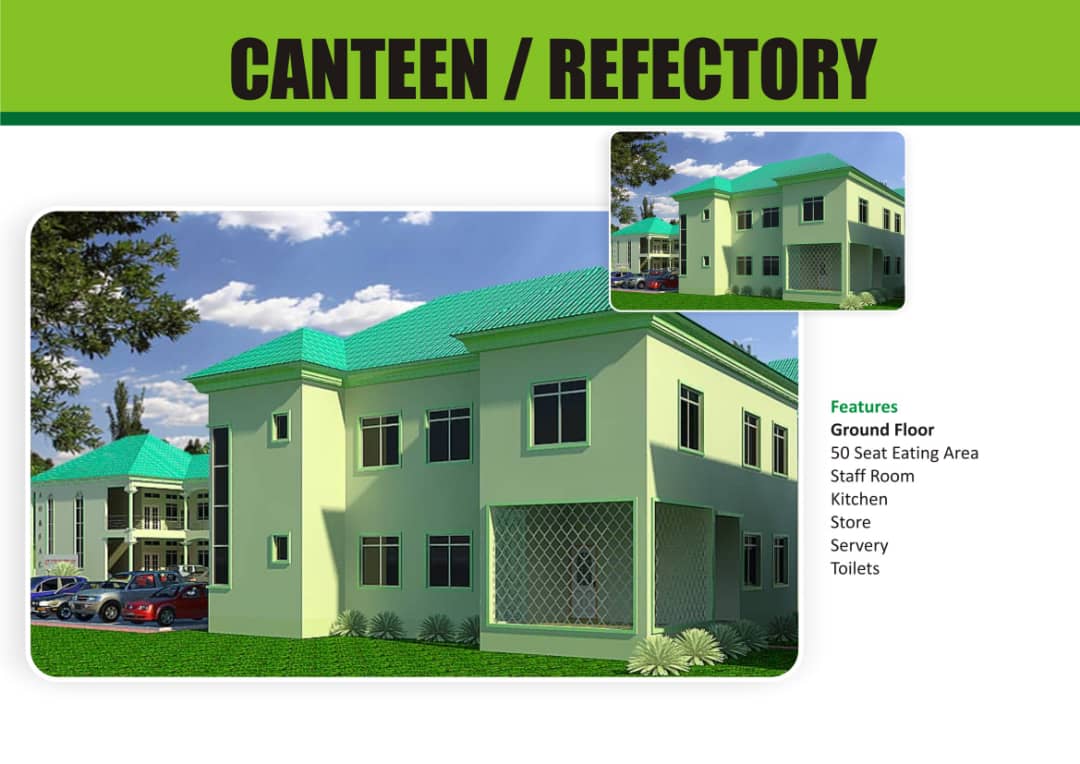 CANTEEN / REFECTORY
Features
Ground Floor
50 Seat Eating Area
Staff Room
Kitchen
Store
Servery
Toilets